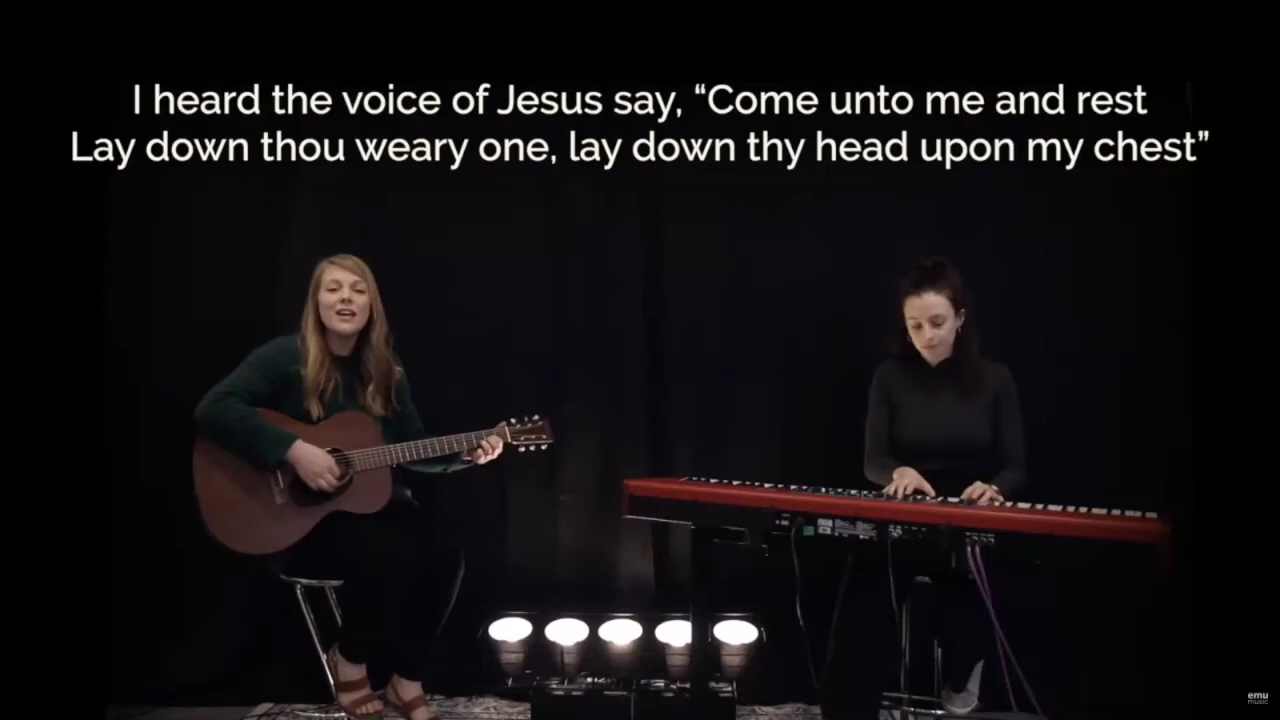 I heard the voice of Jesus say, “Come unto me and rest
Lay down thou weary one, lay down thy head upon my chest”
emu
music